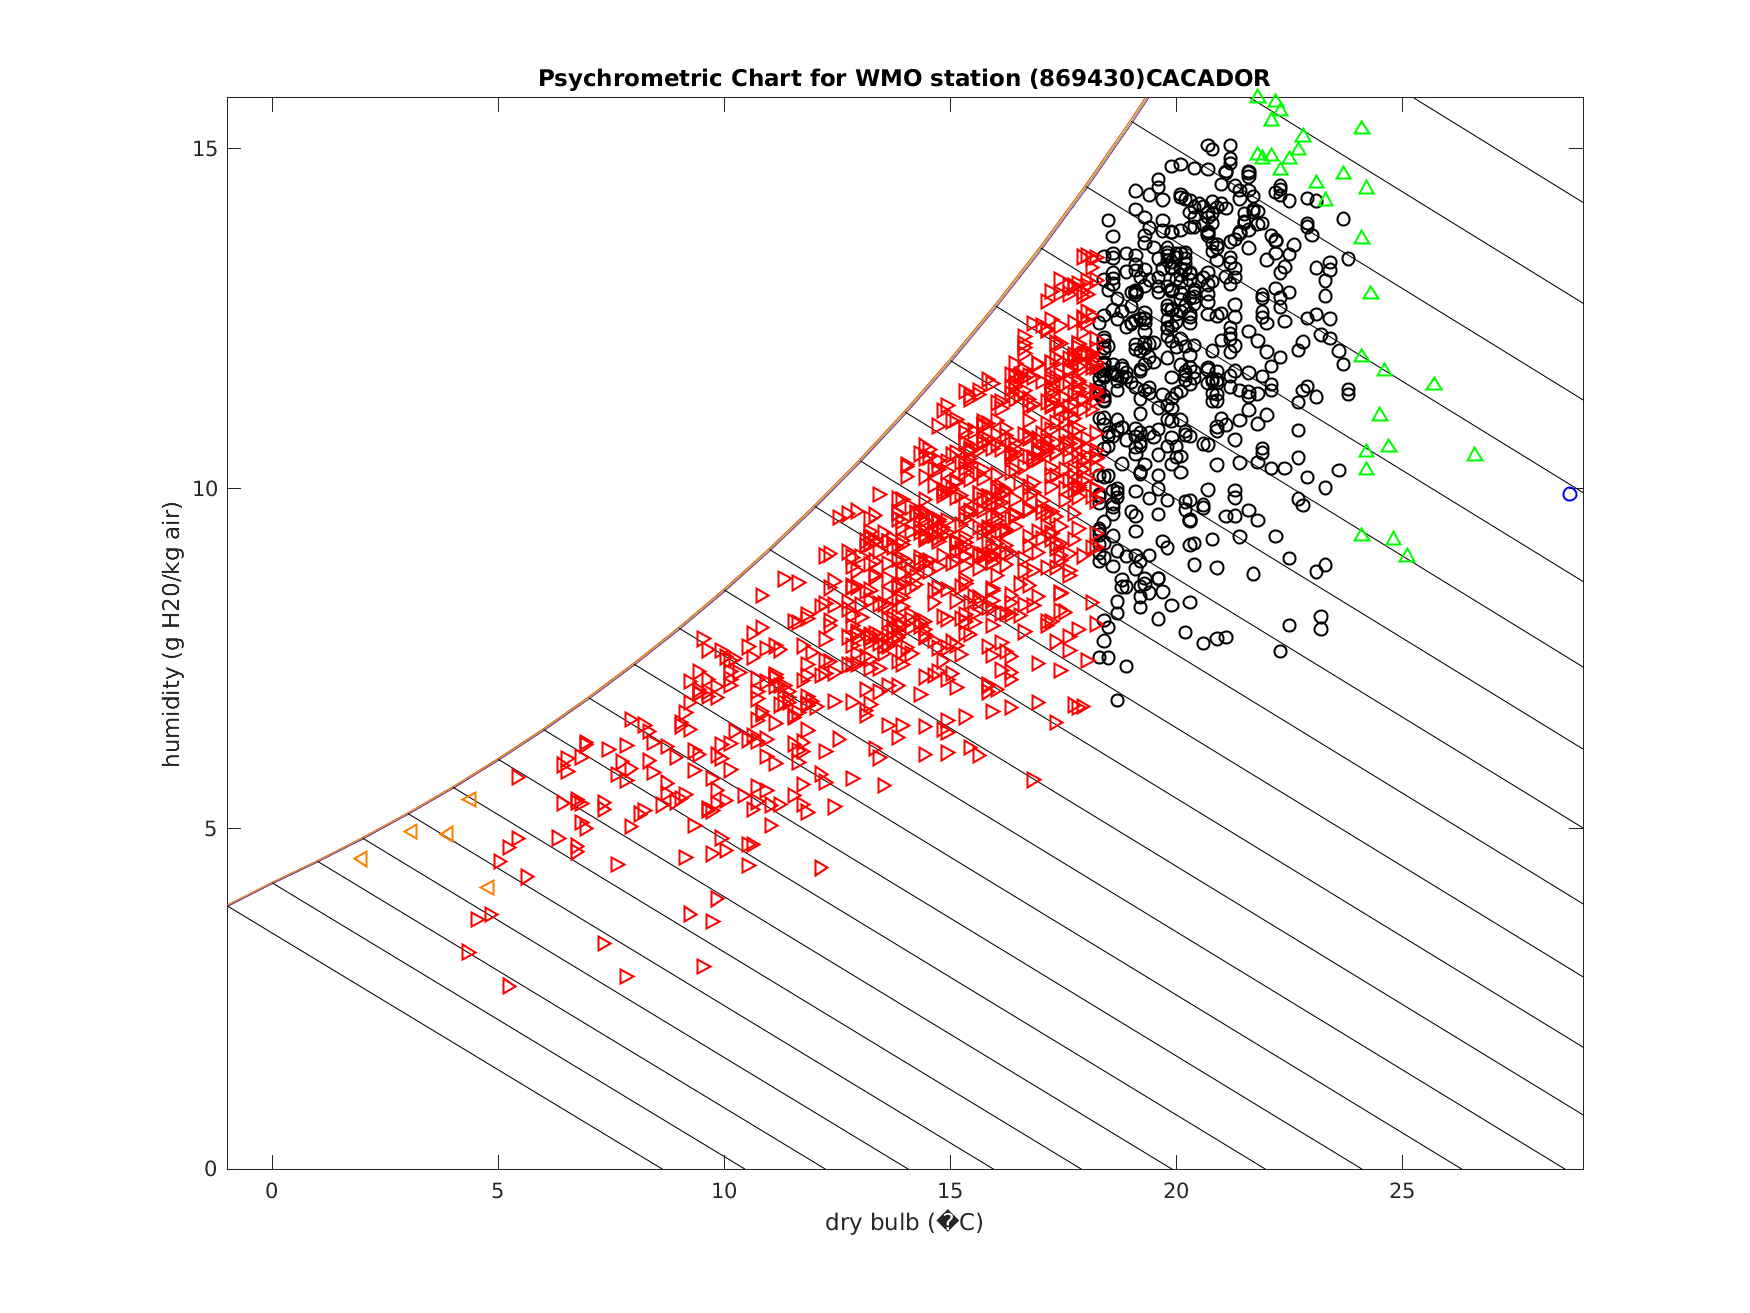 Psychrometric Chart for WMO station (869430)CACADOR
15
10
5
0
humidity (g H20/kg air)
0 5 10 15 20 25
dry bulb (�C)